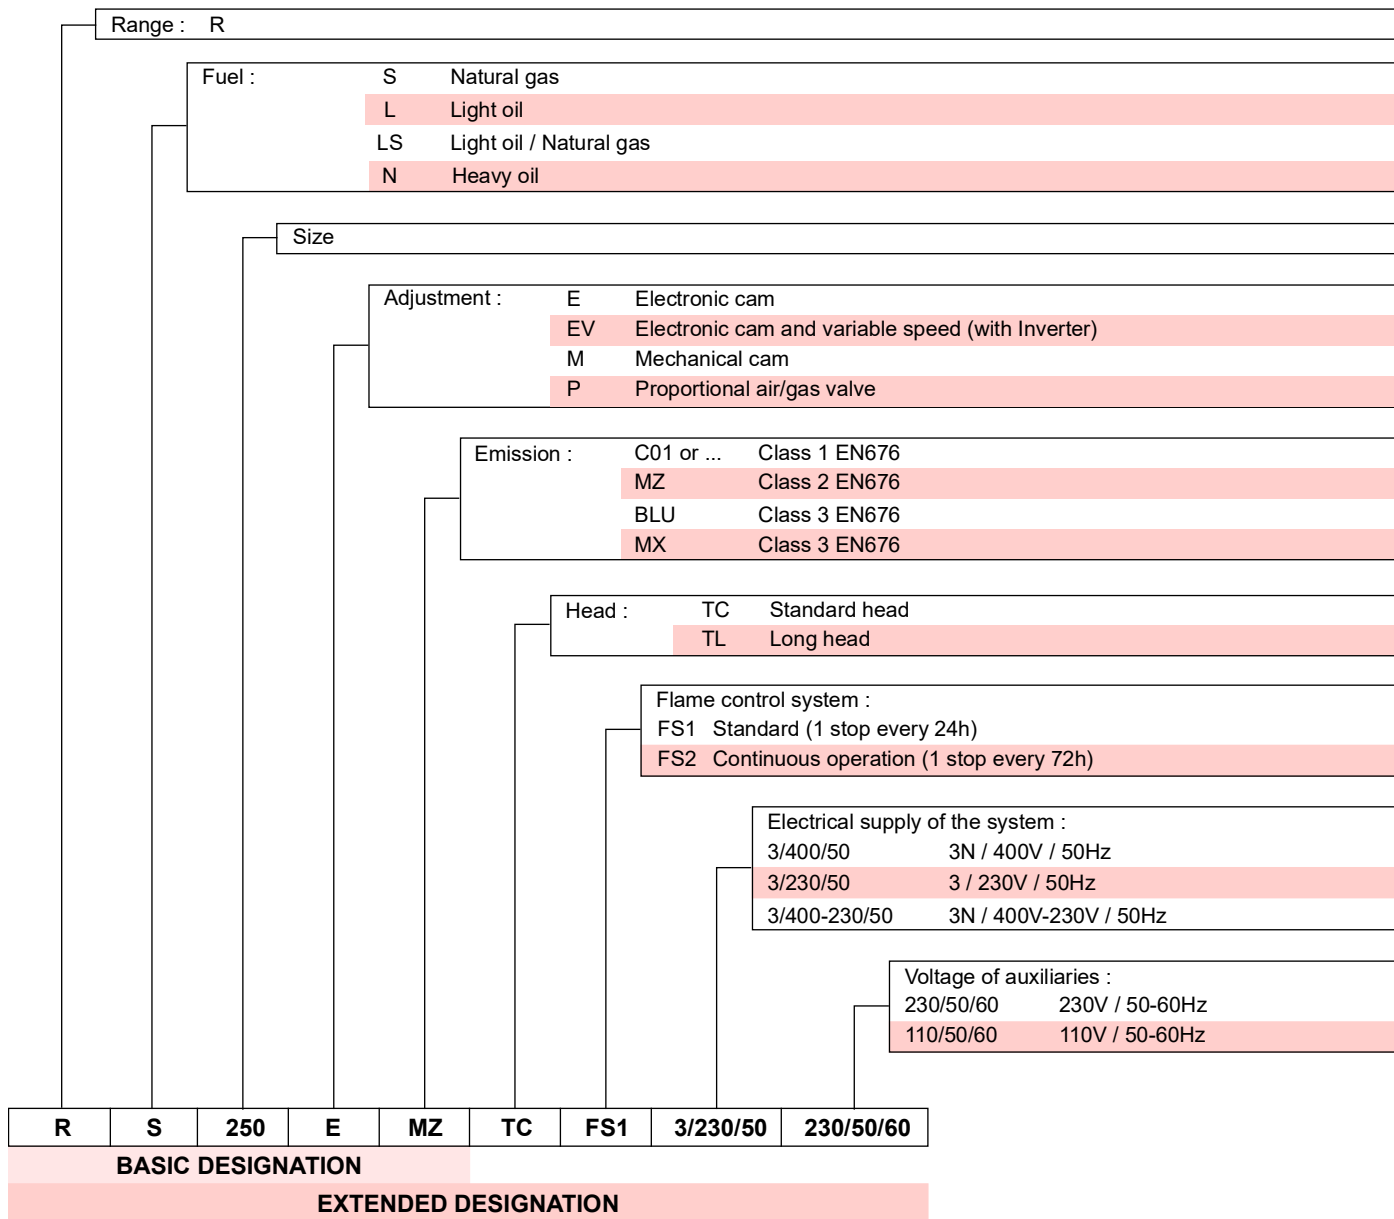 Range : R
Fuel : S Natural gas
L Light oil
LS Light oil / Natural gas
N Heavy oil
Size
Adjustment : E Electronic cam
EV Electronic cam and variable speed (with Inverter)
M Mechanical cam
P Proportional air/gas valve
Emission : C01 or ... Class 1 EN676
MZ Class 2 EN676
BLU Class 3 EN676
MX Class 3 EN676
Head : TC Standard head
TL Long head
Flame control system :
FS1 Standard (1 stop every 24h)
FS2 Continuous operation (1 stop every 72h)
Electrical supply of the system :
3/400/50 3N / 400V / 50Hz
3/230/50 3 / 230V / 50Hz
3/400-230/50 3N / 400V-230V / 50Hz
Voltage of auxiliaries :
230/50/60 230V / 50-60Hz
110/50/60 110V / 50-60Hz
R S 250 E MZ TC FS1 3/230/50 230/50/60
BASIC DESIGNATION
EXTENDED DESIGNATION